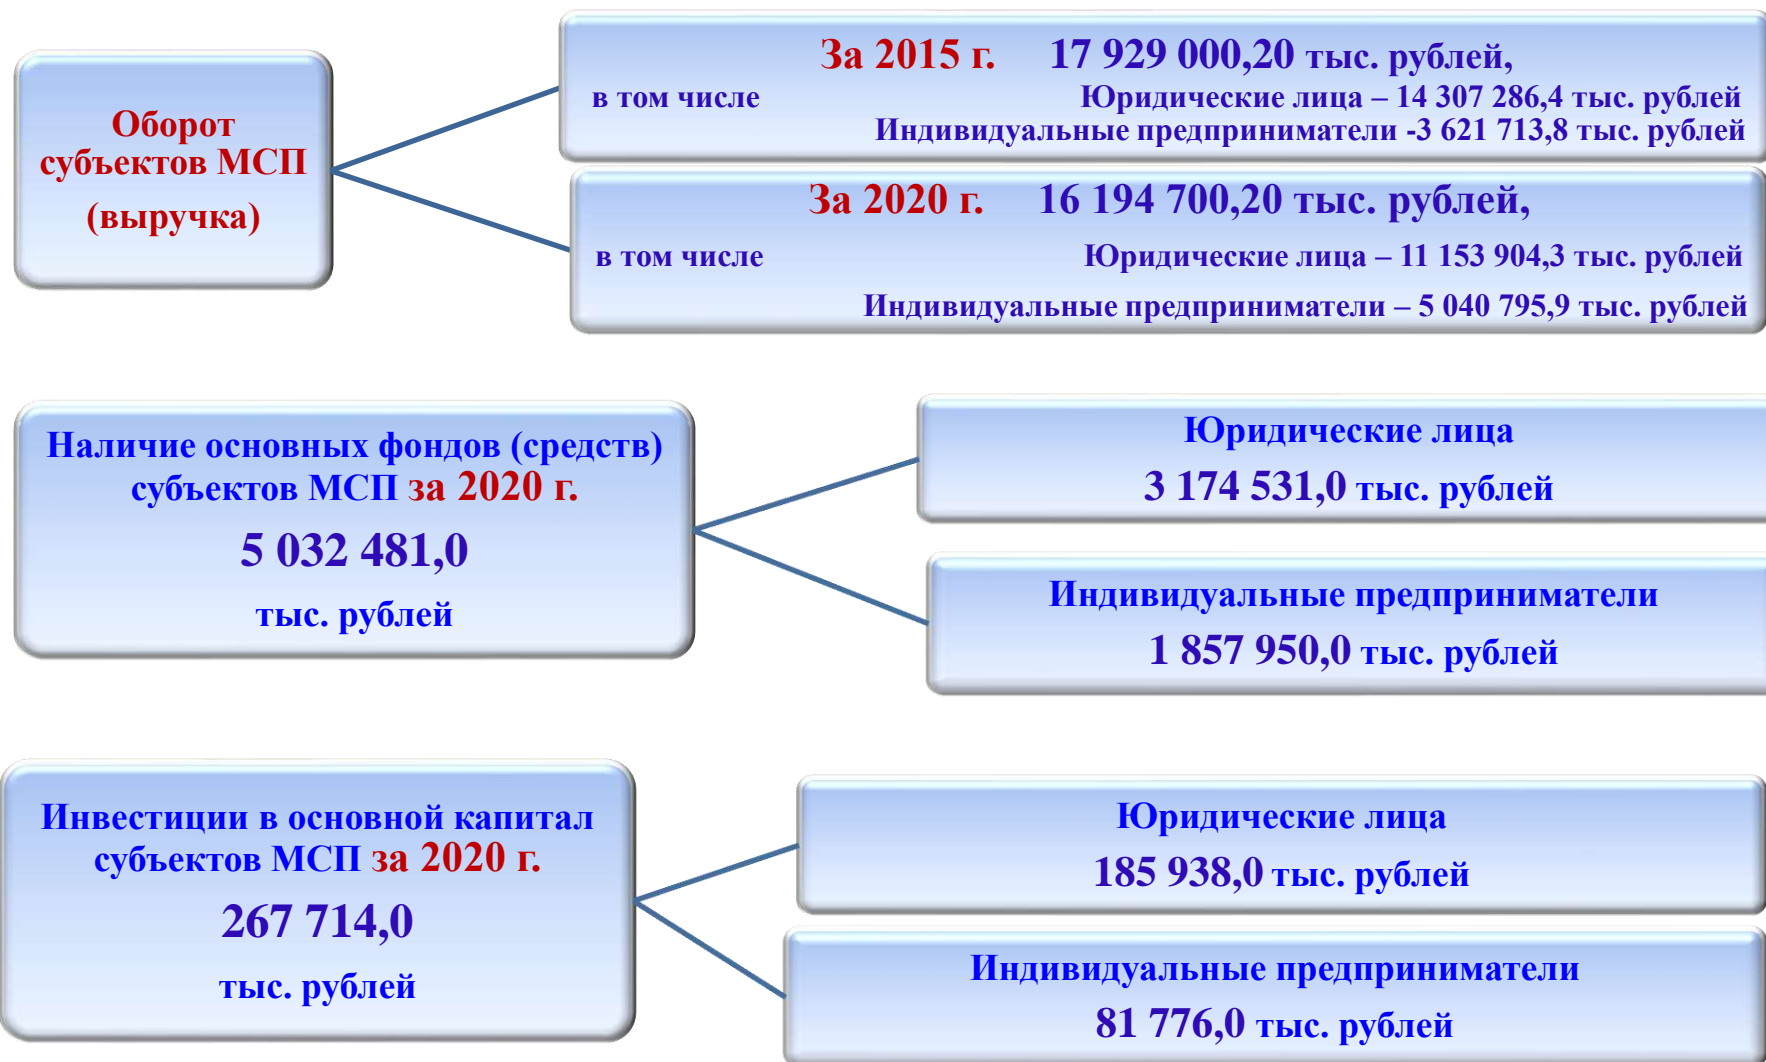 Оборот
субъектов МСП
(выручка)
За 2015 г. 17 929 000,20 тыс. рублей,
в том числе Юридические лица – 14 307 286,4 тыс. рублей
Индивидуальные предприниматели -3 621 713,8 тыс. рублей
За 2020 г. 16 194 700,20 тыс. рублей,
в том числе Юридические лица – 11 153 904,3 тыс. рублей
Индивидуальные предприниматели – 5 040 795,9 тыс. рублей
Наличие основных фондов (средств)
субъектов МСП за 2020 г.
5 032 481,0
тыс. рублей
Юридические лица
3 174 531,0 тыс. рублей
Индивидуальные предприниматели
1 857 950,0 тыс. рублей
Инвестиции в основной капитал
субъектов МСП за 2020 г.
267 714,0
тыс. рублей
Юридические лица
185 938,0 тыс. рублей
Индивидуальные предприниматели
81 776,0 тыс. рублей